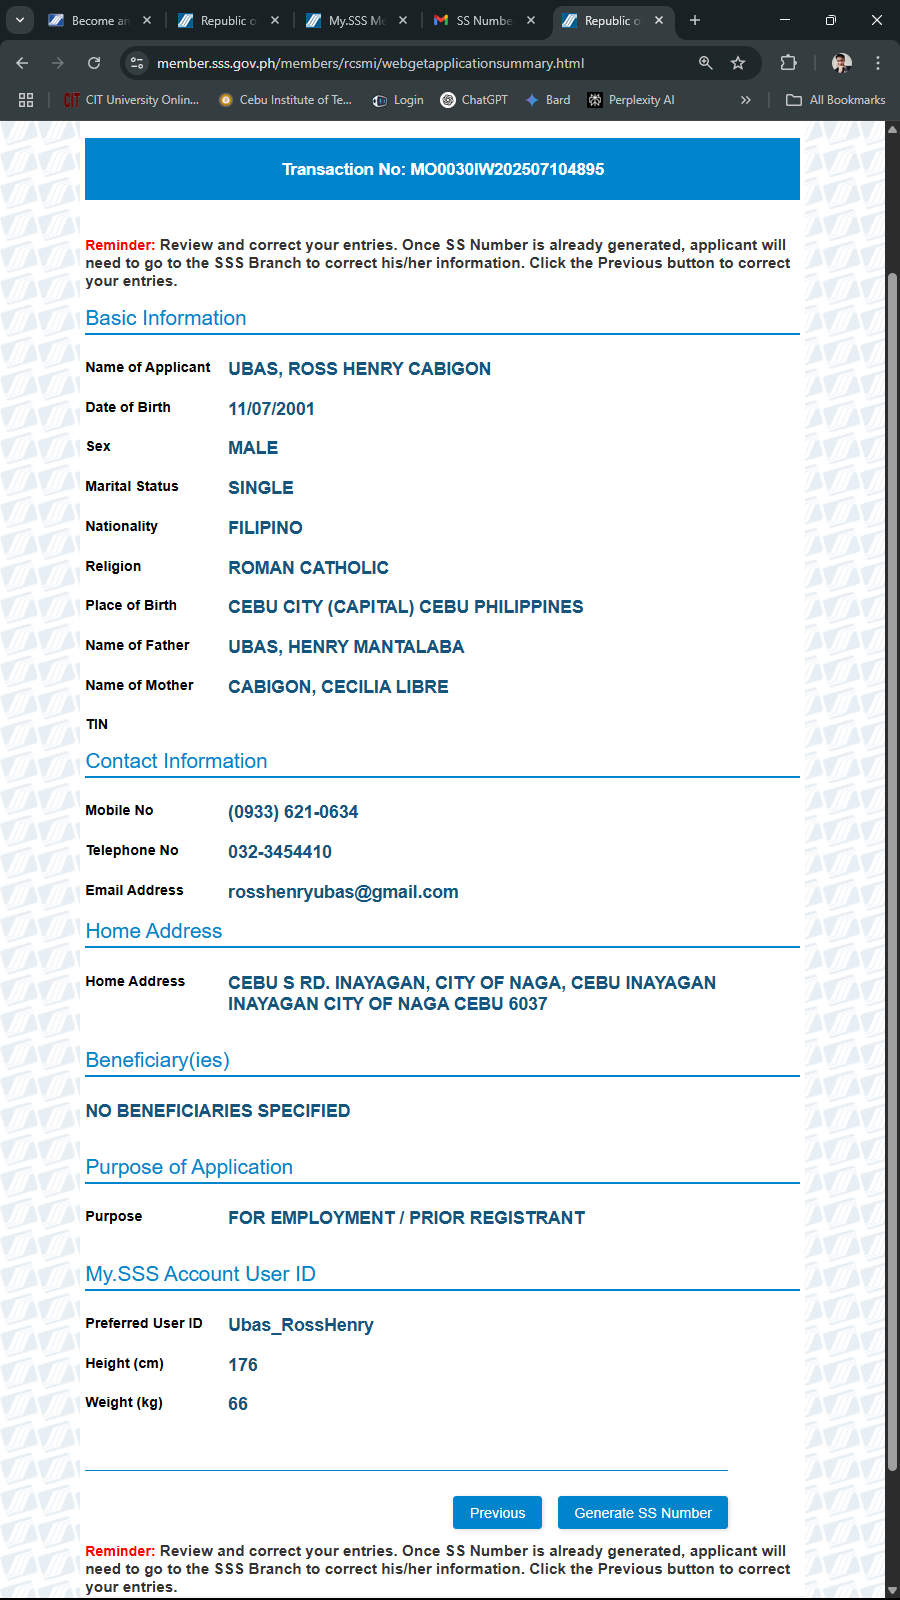 Become an
Republic o
My.SSS Me
SS Numbe
Republic o
member.sss.gov.ph/members/rcsmi/webgetapplicationsummary.html
CIT University Onlin...
Cebu Institute of Te...
Login
ChatGPT
Bard
Perplexity AI
»
All Bookmarks
Transaction No: MO0030IW202507104895
Reminder: Review and correct your entries. Once SS Number is already generated, applicant will
need to go to the SSS Branch to correct his/her information. Click the Previous button to correct
your entries.
Basic Information
Name of Applicant UBAS, ROSS HENRY CABIGON
Date of Birth 11/07/2001
Sex MALE
Marital Status SINGLE
Nationality FILIPINO
Religion ROMAN CATHOLIC
Place of Birth CEBU CITY (CAPITAL) CEBU PHILIPPINES
Name of Father UBAS, HENRY MANTALABA
Name of Mother CABIGON, CECILIA LIBRE
TIN
Contact Information
Mobile No (0933) 621-0634
Telephone No 032-3454410
Email Address rosshenryubas@gmail.com
Home Address
Home Address CEBU S RD. INAYAGAN, CITY OF NAGA, CEBU INAYAGAN
INAYAGAN CITY OF NAGA CEBU 6037
Beneficiary(ies)
NO BENEFICIARIES SPECIFIED
Purpose of Application
Purpose FOR EMPLOYMENT / PRIOR REGISTRANT
My.SSS Account User ID
Preferred User ID Ubas_RossHenry
Height (cm) 176
Weight (kg) 66
Previous
Generate SS Number
Reminder: Review and correct your entries. Once SS Number is already generated, applicant will
need to go to the SSS Branch to correct his/her information. Click the Previous button to correct
your entries.